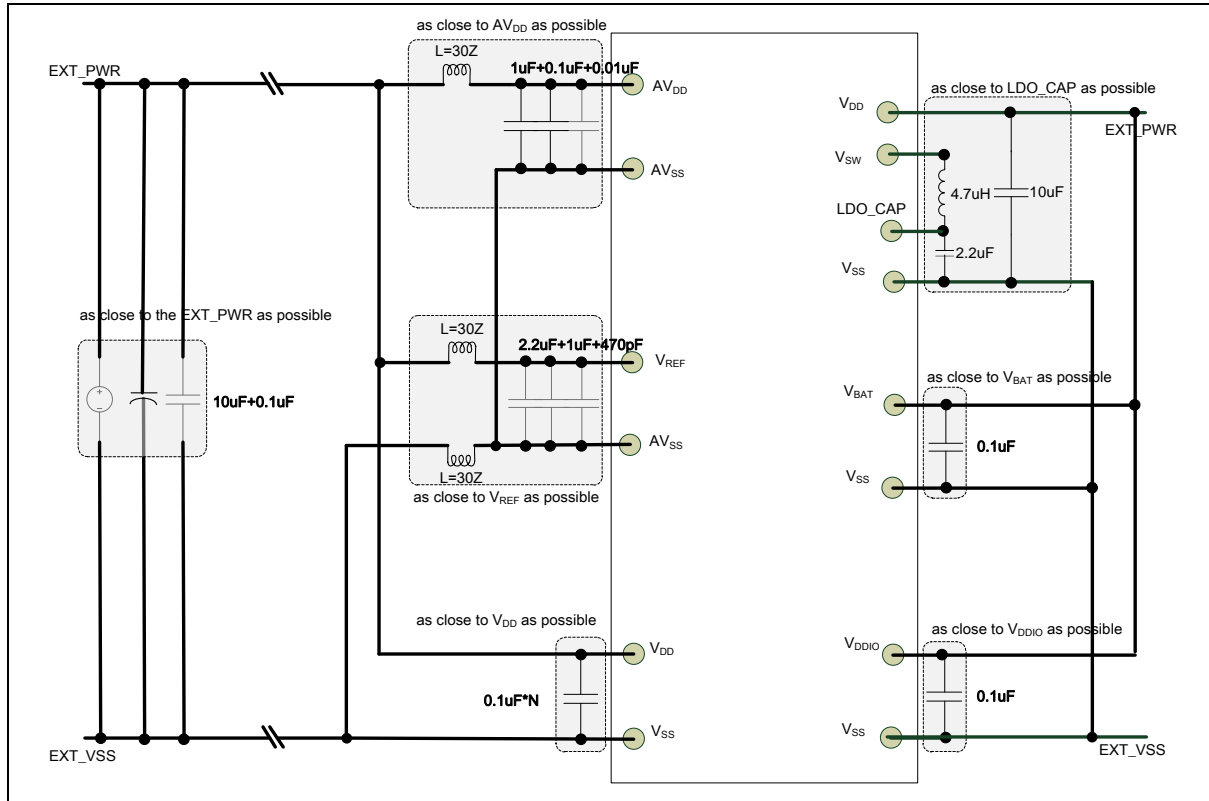 as close to AVDD as possible
L=30Z
EXT_PWR
1uF+0.1uF+0.01uF
AVDD
AVSS
as close to the EXT_PWR as possible
+
−
10uF+0.1uF
L=30Z
2.2uF+1uF+470pF
VREF
AVSS
L=30Z
as close to VREF as possible
as close to VDD as possible
VDD
0.1uF*N
VSS
EXT_VSS
as close to LDO_CAP as possible
VDD
EXT_PWR
VSW
4.7uH
10uF
LDO_CAP
2.2uF
VSS
as close to VBAT as possible
VBAT
0.1uF
VSS
as close to VDDIO as possible
VDDIO
0.1uF
VSS
EXT_VSS